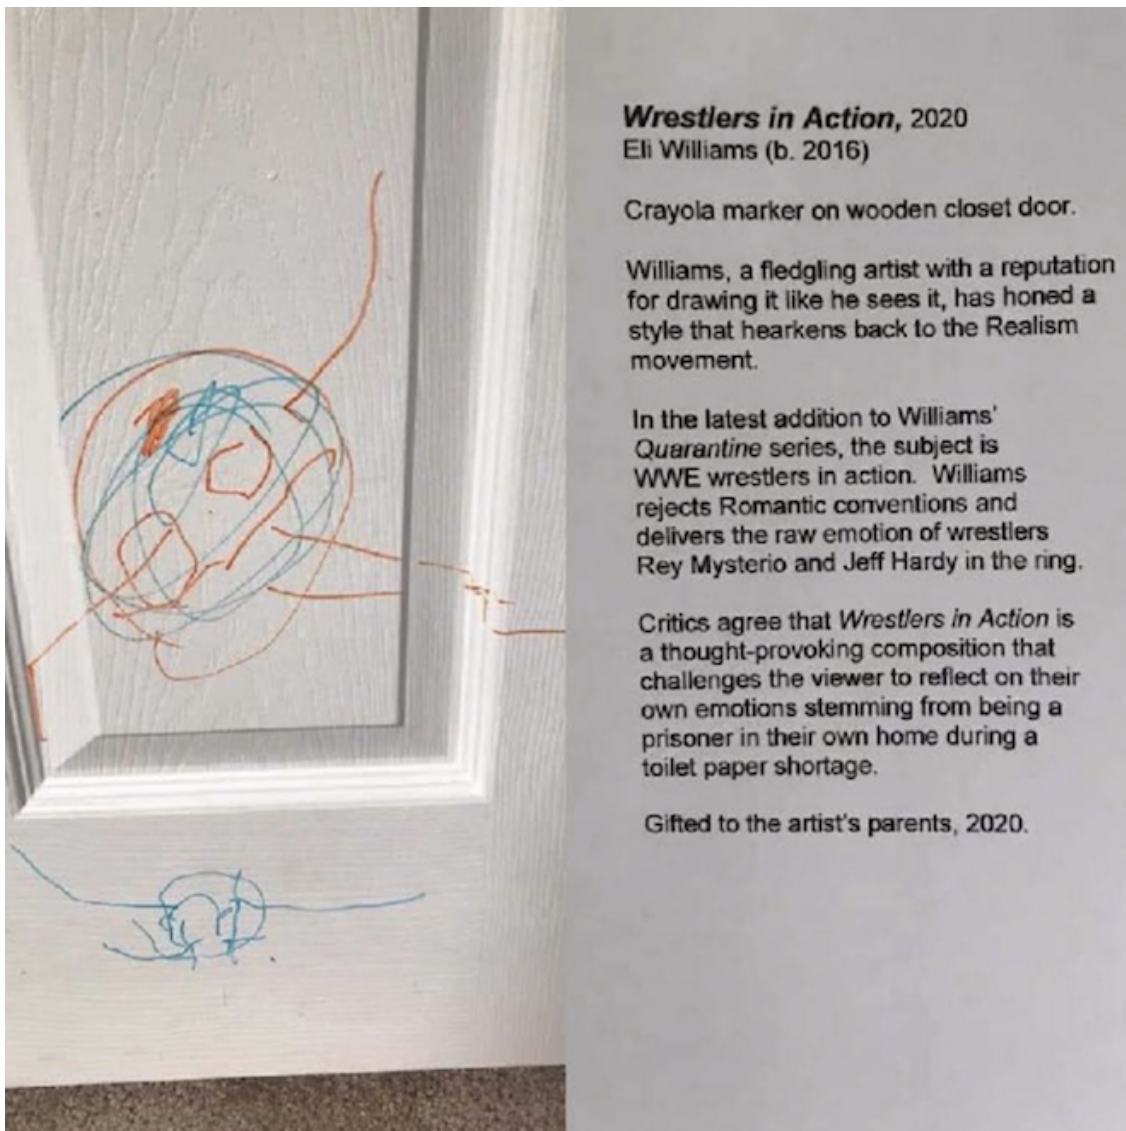 Wrestlers in Action, 2020
Eli Williams (b. 2016)
Crayola marker on wooden closet door.
Williams, a fledgling artist with a reputation
for drawing it like he sees it, has honed a
style that hearkens back to the Realism
movement.
In the latest addition to Williams'
Quarantine series, the subject is
WWE wrestlers in action.  Williams
rejects Romantic conventions and
delivers the raw emotion of wrestlers
Rey Mysterio and Jeff Hardy in the ring.
Critics agree that Wrestlers in Action is
a thought-provoking composition that
challenges the viewer to reflect on their
own emotions stemming from being a
prisoner in their own home during a
toilet paper shortage.
Gifted to the artist's parents, 2020.